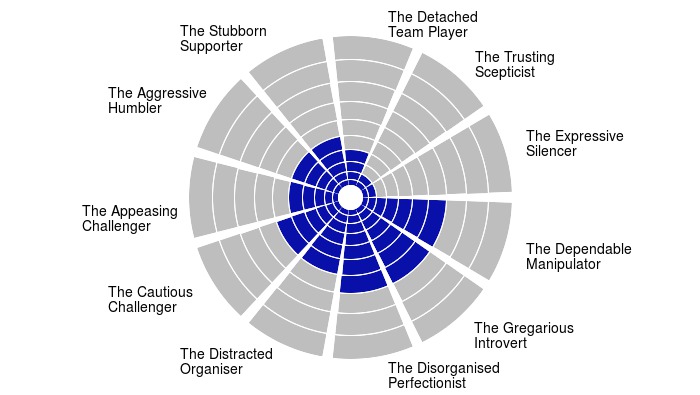 The Detached
Team Player
The Trusting
Scepticist
The Expressive
Silencer
The Dependable
Manipulator
The Gregarious
Introvert
The Disorganised
Perfectionist
The Distracted
Organiser
The Cautious
Challenger
The Appeasing
Challenger
The Aggressive
Humbler
The Stubborn
Supporter